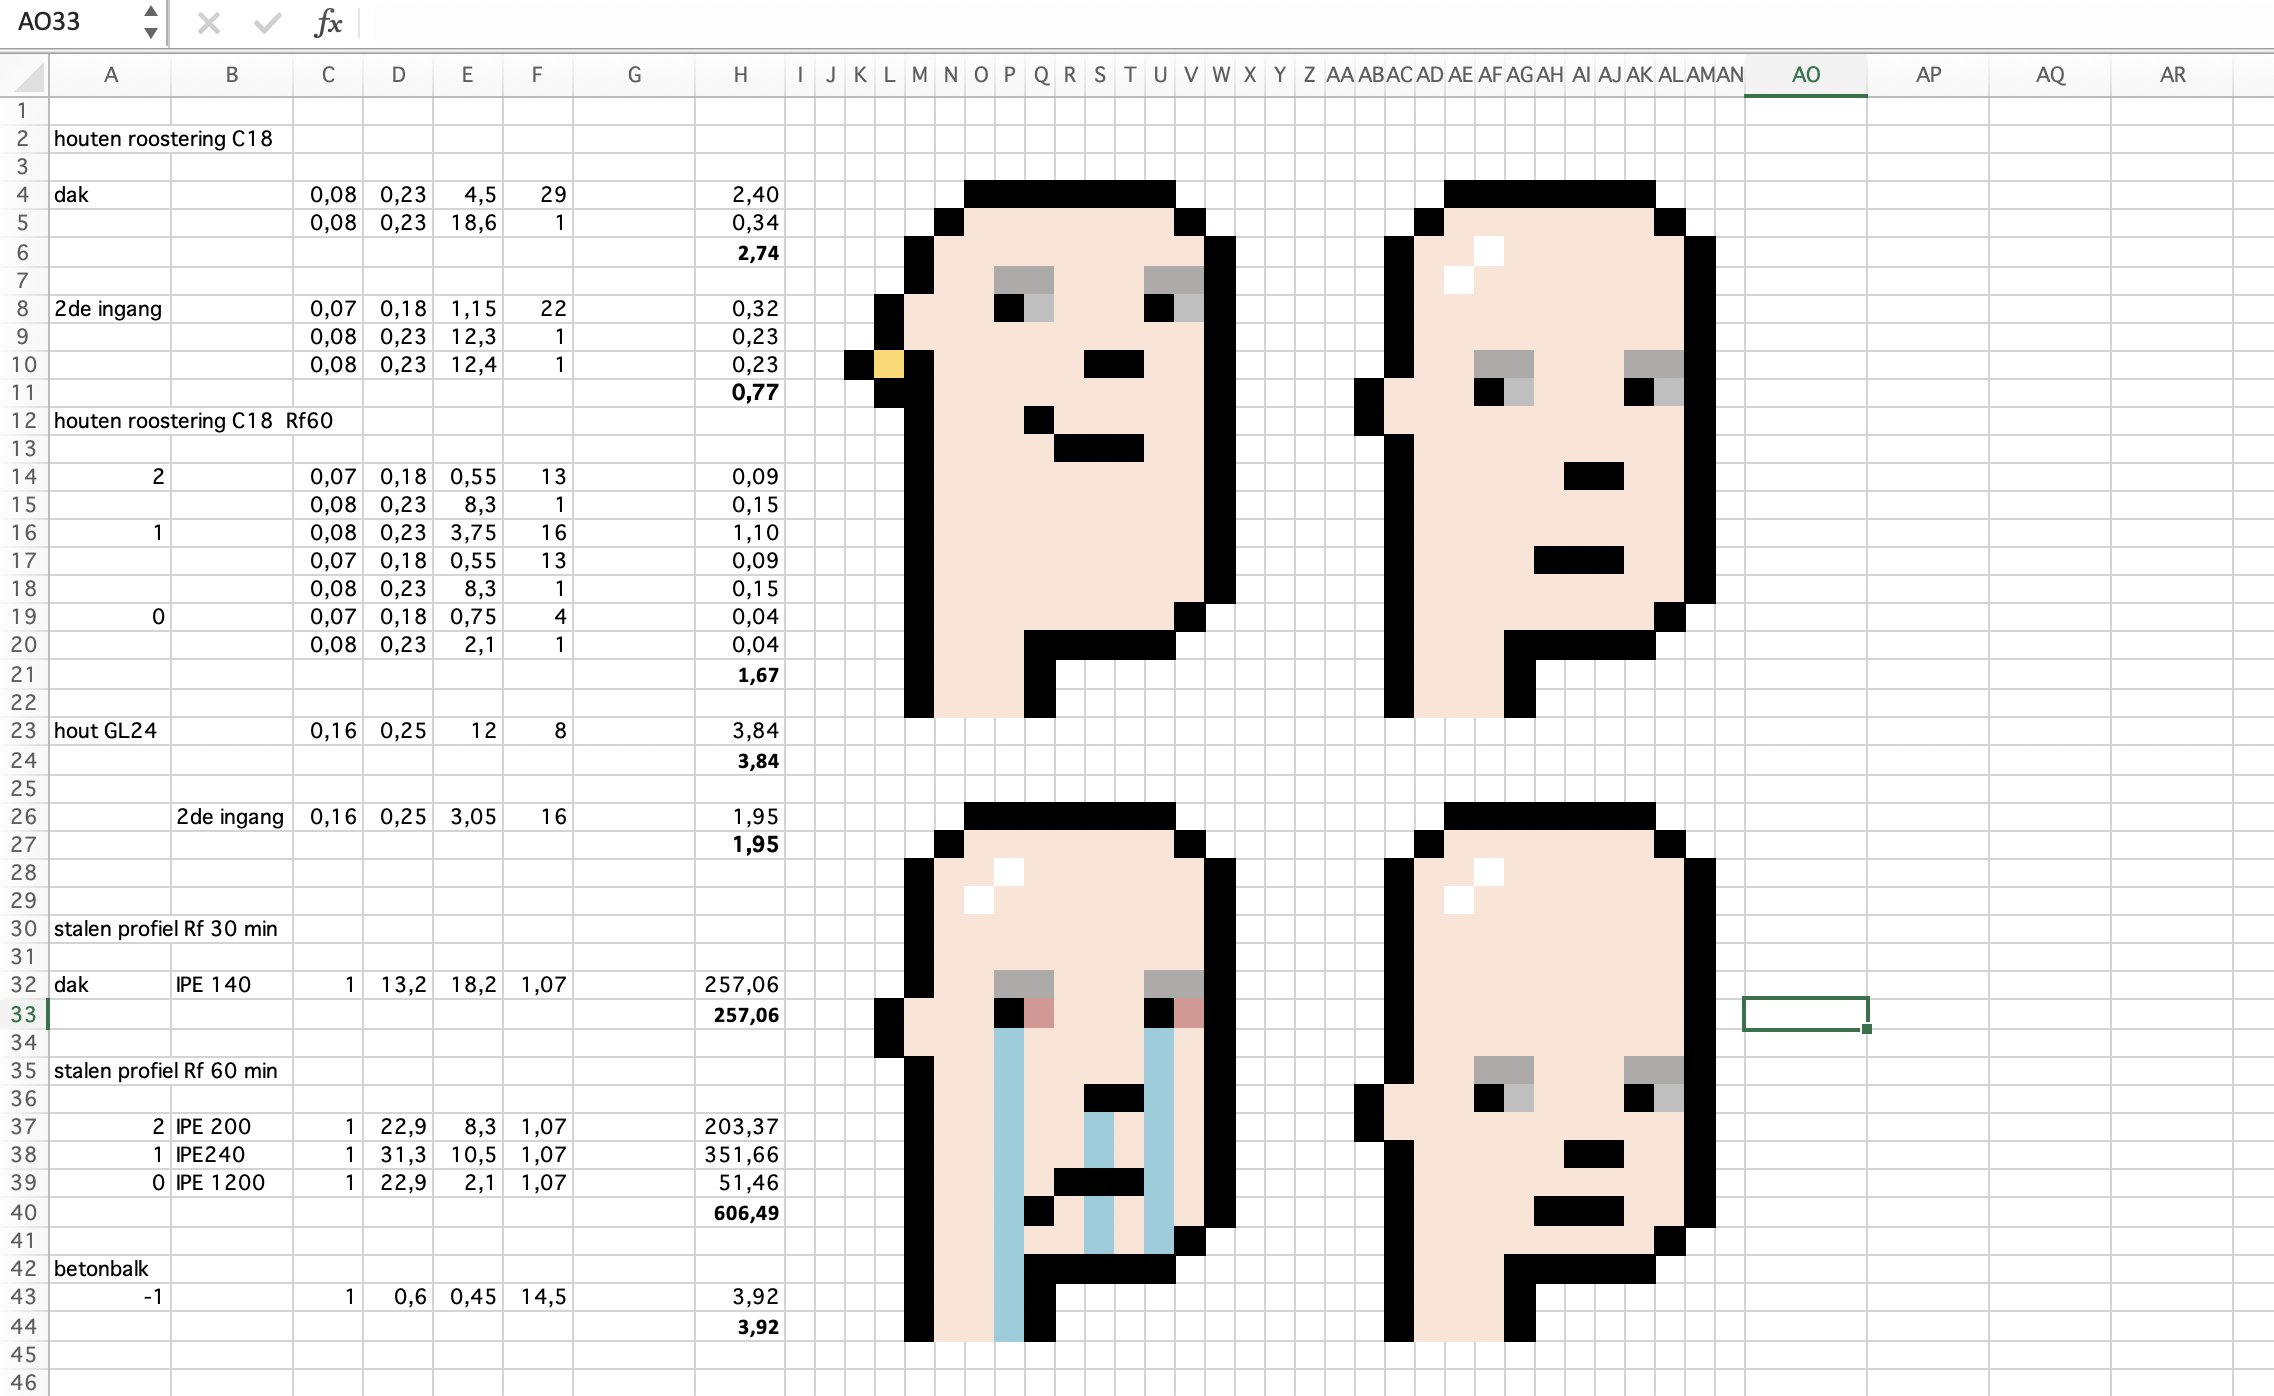 AO33 fx
A B C D E F G H I J K L M N O P Q R S T U V W X Y Z AA AB AC AD AE AF AG AH AI AJ AK AL AM AN AO AP AQ AR
1
2 houten roostering C18
3
4 dak 0,08 0,23 4,5 29 2,40
5 0,08 0,23 18,6 1 0,34
6 2,74
7
8 2de ingang 0,07 0,18 1,15 22 0,32
9 0,08 0,23 12,3 1 0,23
10 0,08 0,23 12,4 1 0,23
11 0,77
12 houten roostering C18 Rf60
13
14 2 0,07 0,18 0,55 13 0,09
15 0,08 0,23 8,3 1 0,15
16 1 0,08 0,23 3,75 16 1,10
17 0,07 0,18 0,55 13 0,09
18 0,08 0,23 8,3 1 0,15
19 0 0,07 0,18 0,75 4 0,04
20 0,08 0,23 2,1 1 0,04
21 1,67
22
23 hout GL24 0,16 0,25 12 8 3,84
24 3,84
25
26 2de ingang 0,16 0,25 3,05 16 1,95
27 1,95
28
29
30 stalen profiel Rf 30 min
31
32 dak IPE 140 1 13,2 18,2 1,07 257,06
33 257,06
34
35 stalen profiel Rf 60 min
36
37 2 IPE 200 1 22,9 8,3 1,07 203,37
38 1 IPE240 1 31,3 10,5 1,07 351,66
39 0 IPE 1200 1 22,9 2,1 1,07 51,46
40 606,49
41
42 betonbalk
43 -1 1 0,6 0,45 14,5 3,92
44 3,92
45
46